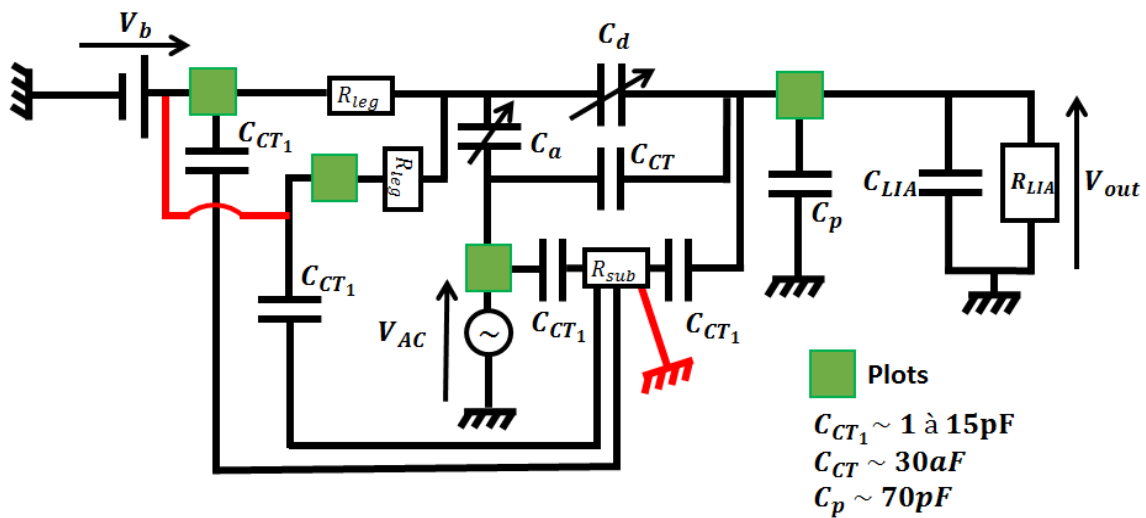 V_b
C_d
R_leg
C_CT₁
C_a
R_leg
C_CT
C_LIA
R_LIA
V_out
C_p
R_sub
C_CT₁
V_AC
~
C_CT₁
C_CT₁
Plots
C_CT₁ ~ 1 à 15pF
C_CT ~ 30aF
C_p ~ 70pF